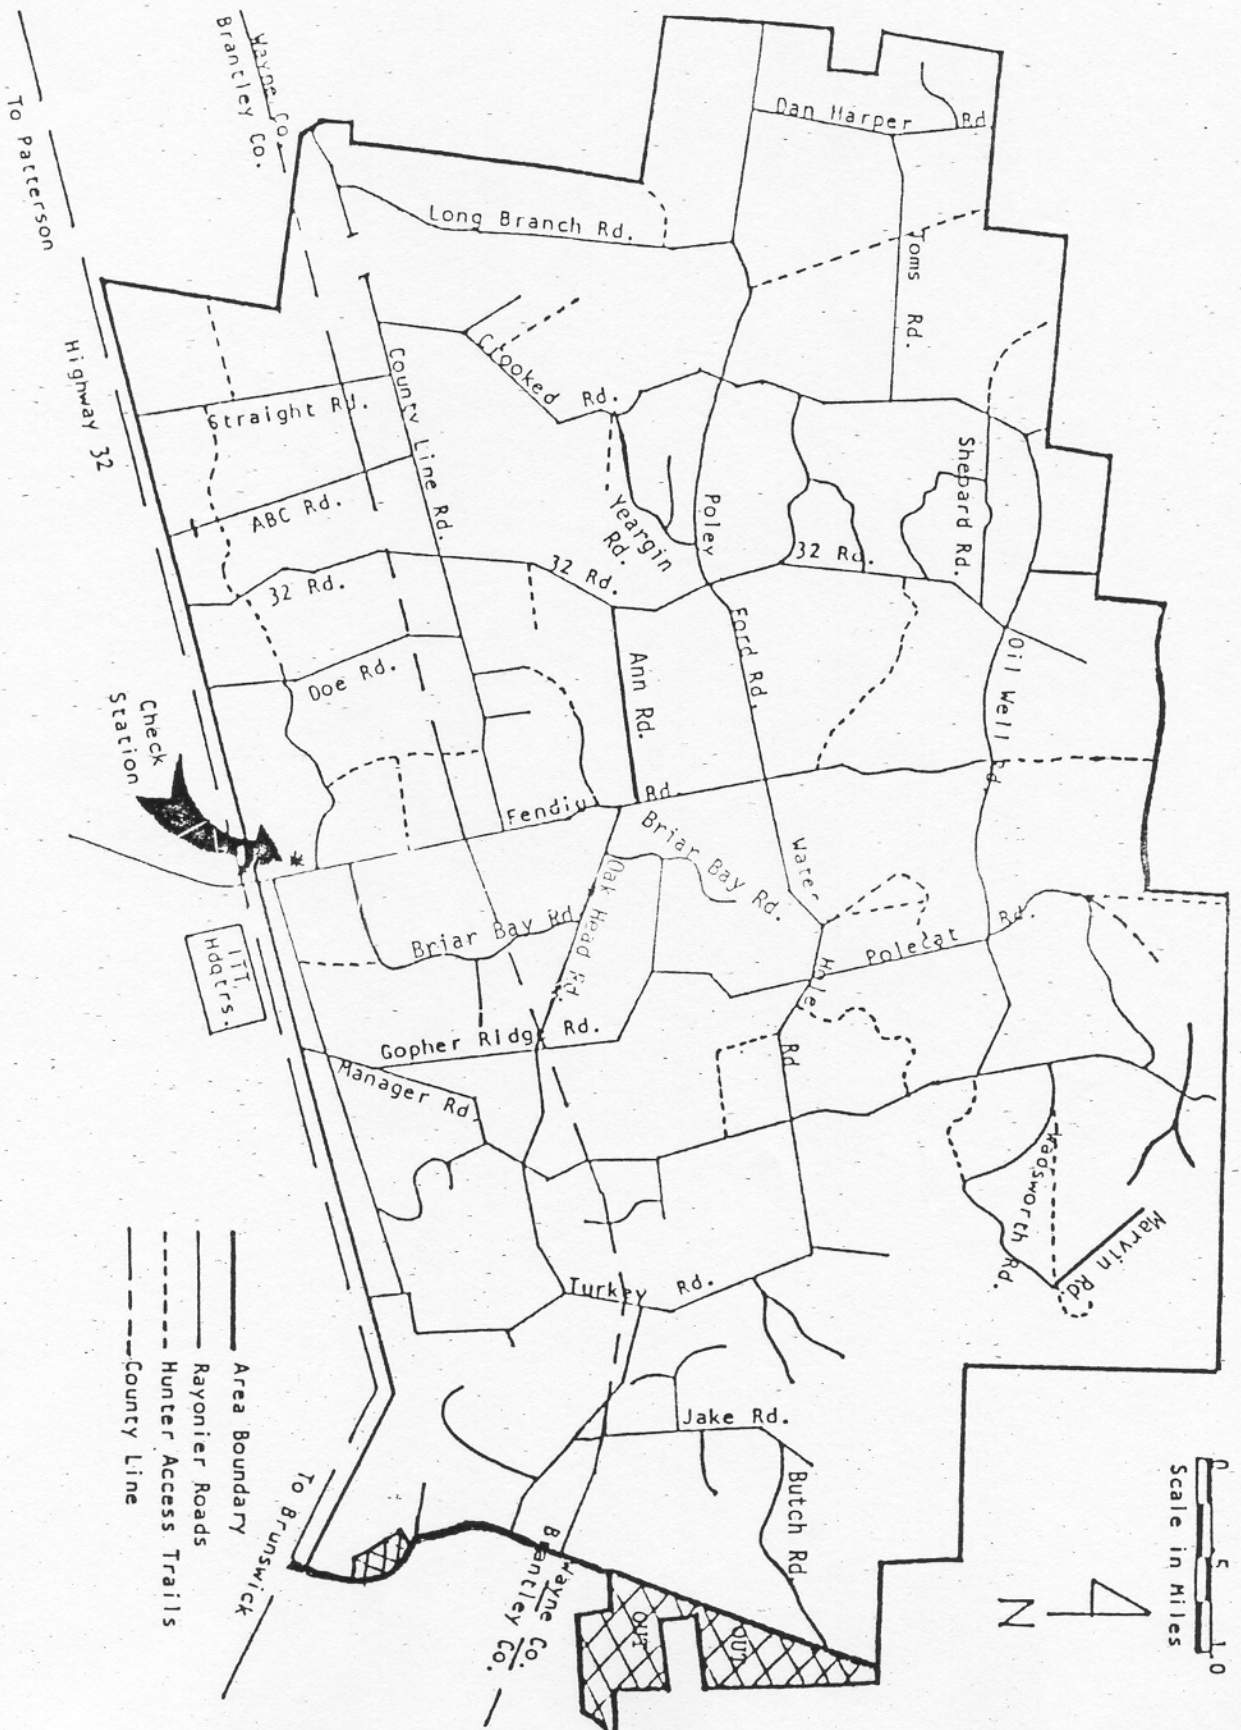 Wayne Co.
Brantley Co.
To Patterson
Highway 32
Dan Harper Rd
Long Branch Rd.
Toms Rd.
Crooked Rd.
County Line Rd.
Straight Rd.
ABC Rd.
Shepard Rd.
Yeargin
Rd.
Poley Ford Rd.
32 Rd.
32 Rd.
32 Rd.
Oil Well Rd.
Ann Rd.
Doe Rd.
Check
Station
Rd.
Briar Bay Rd.
Water Hole Rd
Polecat Rd.
Oak Head Rd.
Briar Bay Rd.
ITT
Hdqtrs.
Gopher Ridge Rd.
Manager Rd.
Wadsworth Rd.
Marvin Rd.
Turkey Rd.
Jake Rd.
Butch Rd.
OUT
OUT
Wayne Co.
Brantley Co.
To Brunswick
Area Boundary
Rayonier Roads
Hunter Access Trails
County Line
0 .5 1.0
Scale in Miles
N